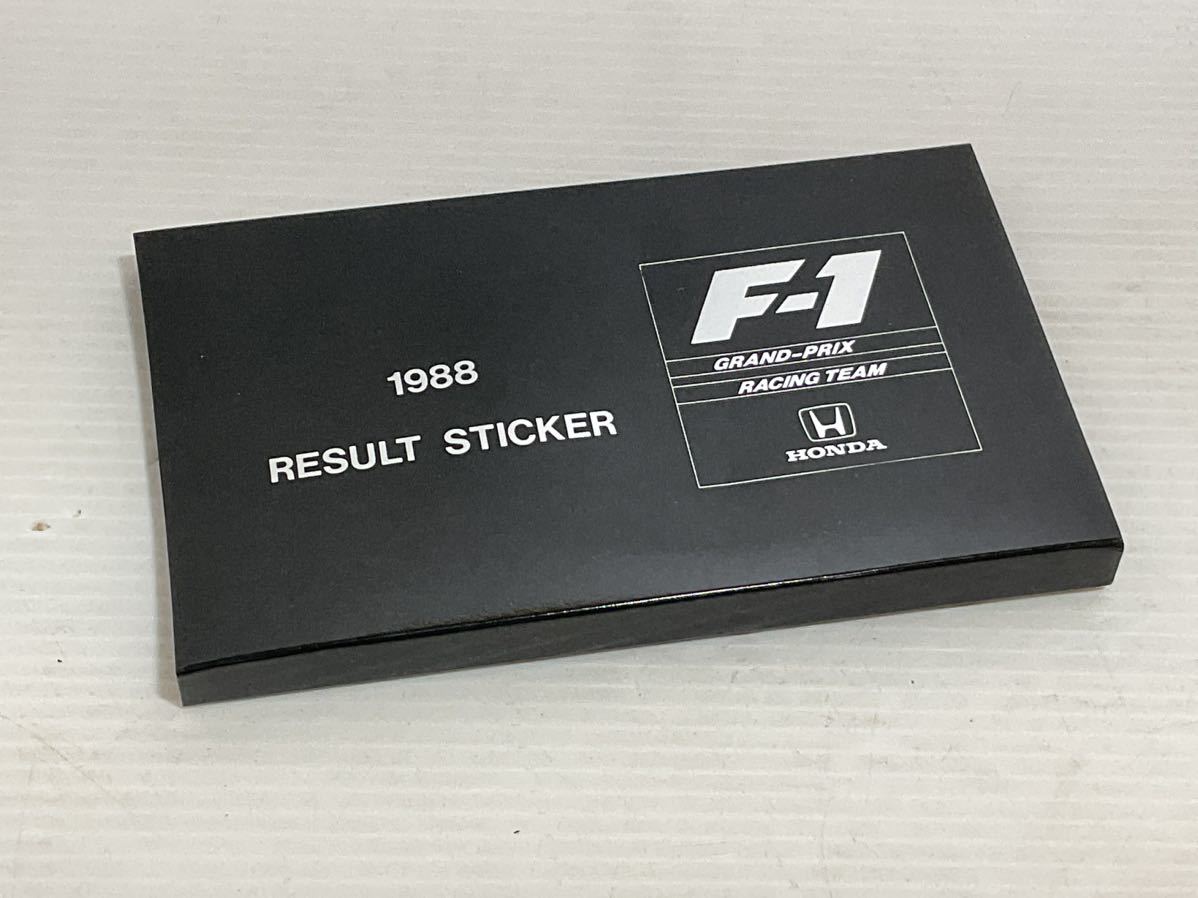 1988
RESULT STICKER
F-1
GRAND-PRIX
RACING TEAM
HONDA